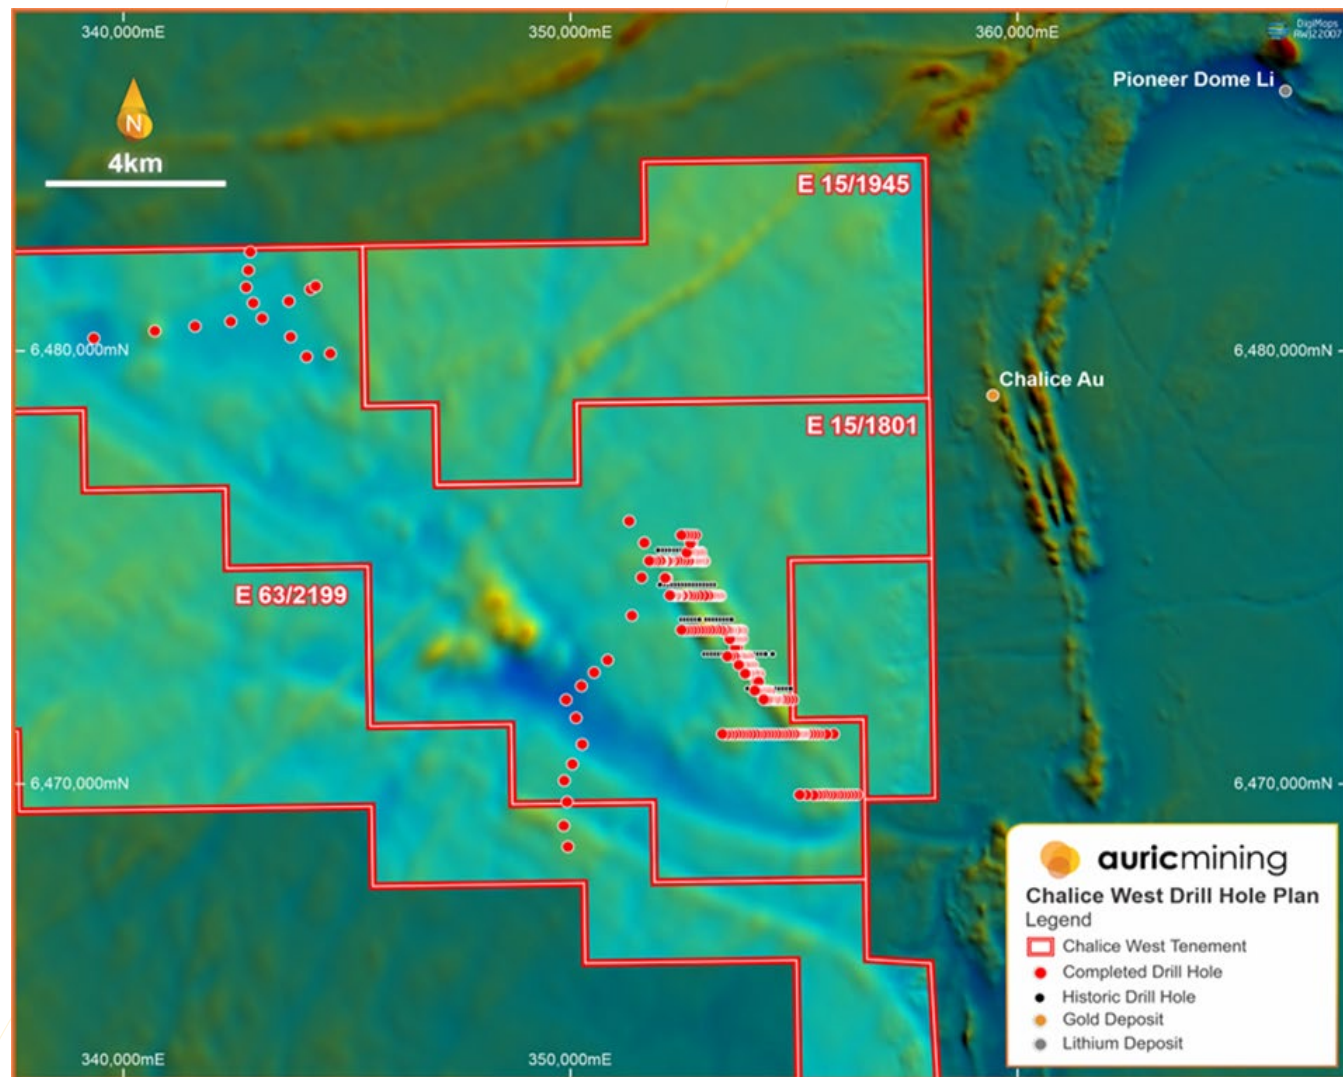 340,000mE
350,000mE
360,000mE
DigiMaps
Pioneer Dome Li
N
4km
E 15/1945
6,480,000mN
6,480,000mN
Chalice Au
E 15/1801
E 63/2199
6,470,000mN
6,470,000mN
auricmining
Chalice West Drill Hole Plan
Legend
Chalice West Tenement
Completed Drill Hole
Historic Drill Hole
Gold Deposit
Lithium Deposit
340,000mE
350,000mE